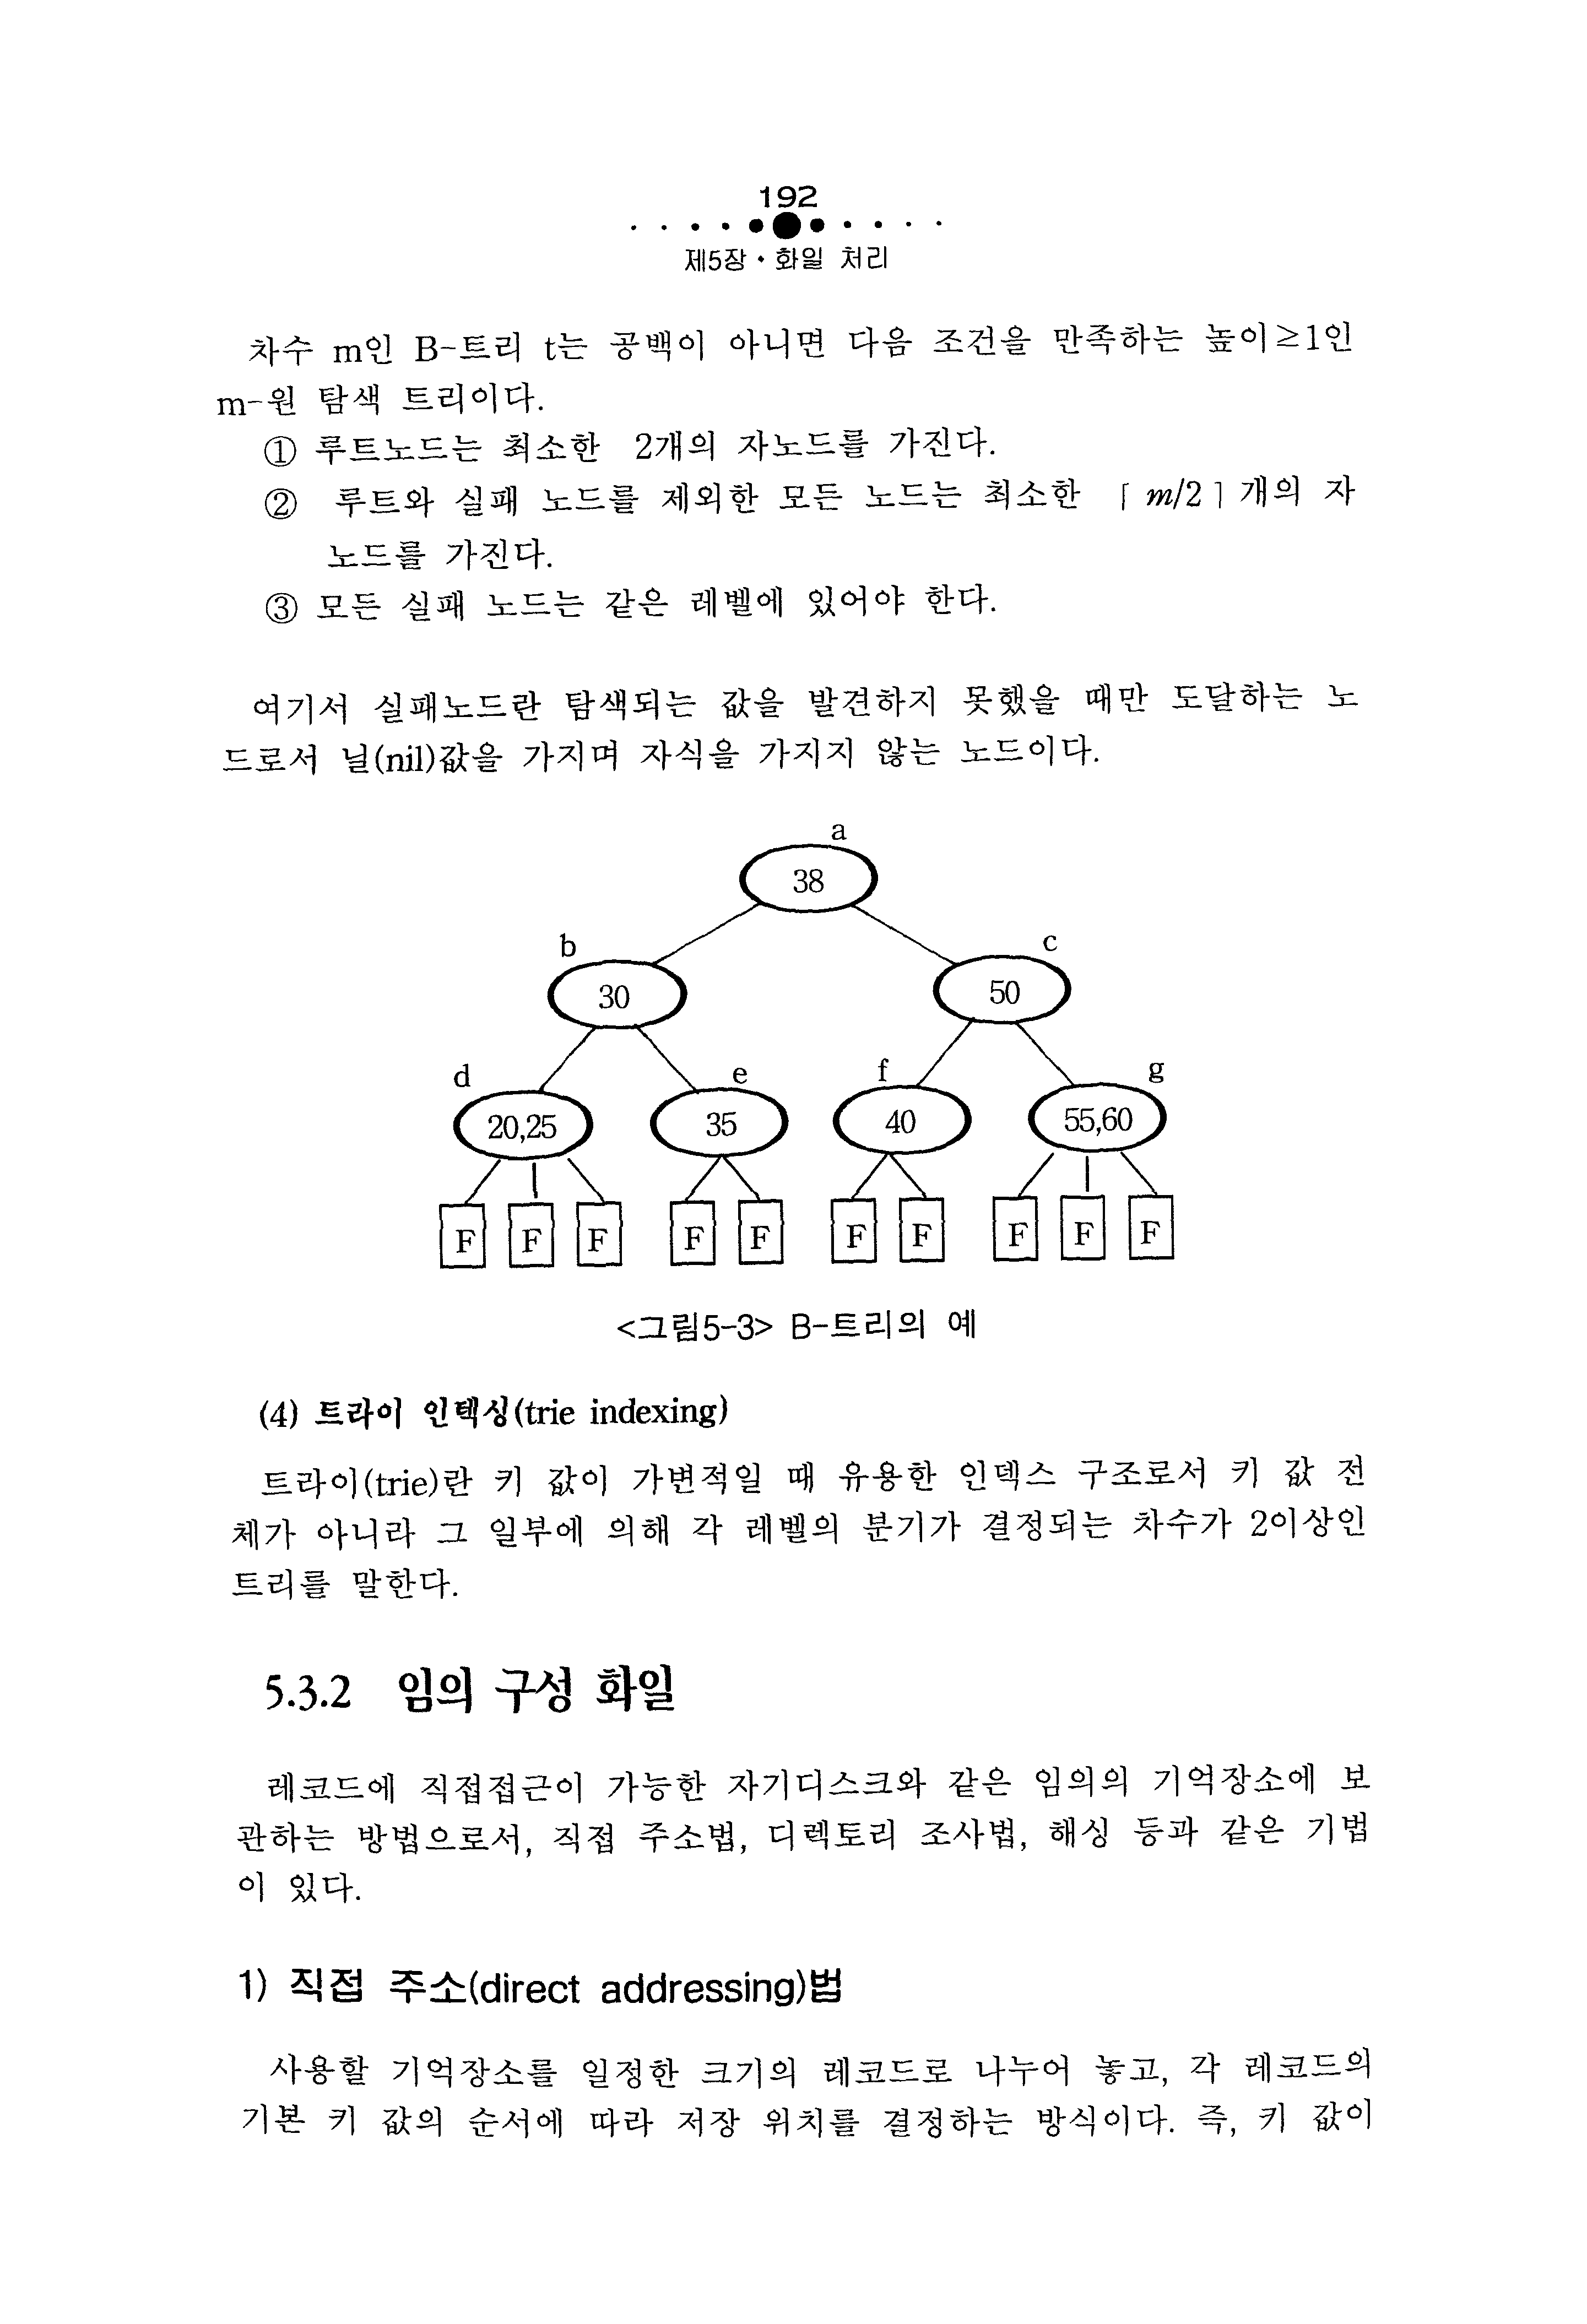 192
제5장 · 화일 처리
차수 m인 B-트리 t는 공백이 아니면 다음 조건을 만족하는 높이≥1인
m-원 탐색 트리이다.
① 루트노드는 최소한 2개의 자노드를 가진다.
② 루트와 실패 노드를 제외한 모든 노드는 최소한 ⌈ m/2 ⌉ 개의 자
노드를 가진다.
③ 모든 실패 노드는 같은 레벨에 있어야 한다.
여기서 실패노드란 탐색되는 값을 발견하지 못했을 때만 도달하는 노
드로서 널(nil)값을 가지며 자식을 가지지 않는 노드이다.
a
38
b c
30 50
d e f g
20,25 35 40 55,60
F F F F F F F F F F
<그림5-3> B-트리의 예
(4) 트라이 인텍싱(trie indexing)
트라이(trie)란 키 값이 가변적일 때 유용한 인덱스 구조로서 키 값 전
체가 아니라 그 일부에 의해 각 레벨의 분기가 결정되는 차수가 2이상인
트리를 말한다.
5.3.2 임의 구성 화일
레코드에 직접접근이 가능한 자기디스크와 같은 임의의 기억장소에 보
관하는 방법으로서, 직접 주소법, 디렉토리 조사법, 해싱 등과 같은 기법
이 있다.
1) 직접 주소(direct addressing)법
사용할 기억장소를 일정한 크기의 레코드로 나누어 놓고, 각 레코드의
기본 키 값의 순서에 따라 저장 위치를 결정하는 방식이다. 즉, 키 값이